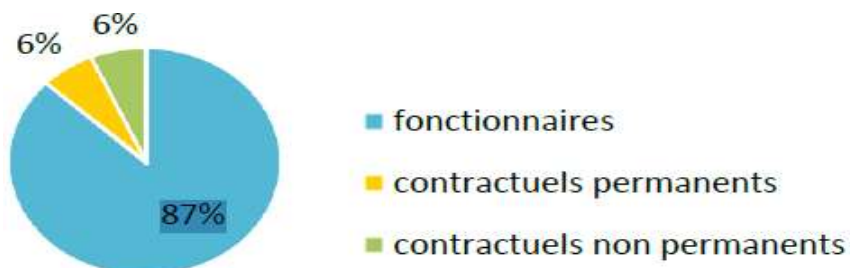 6%
6%
87%
fonctionnaires
contractuels permanents
contractuels non permanents